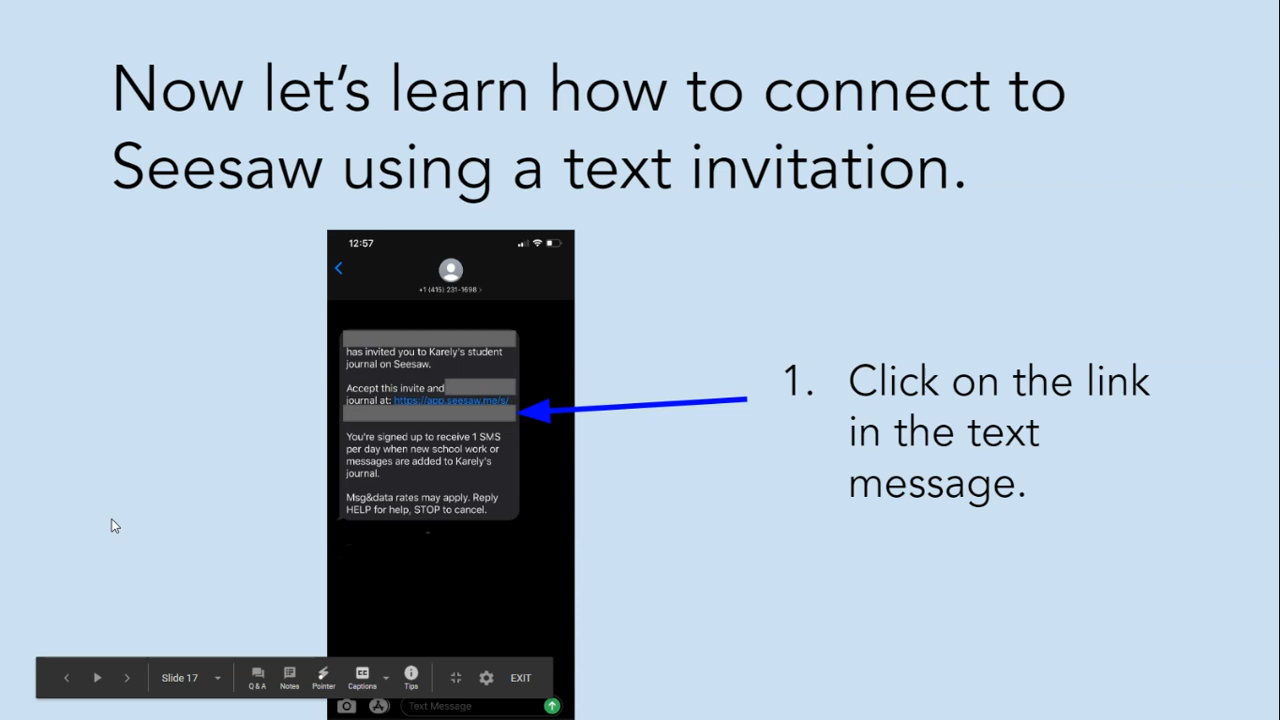 Now let's learn how to connect to
Seesaw using a text invitation.
12:57
+1 (415) 231-1698 >
has invited you to Karely's student
journal on Seesaw.
Accept this invite and
journal at: https://app.seesaw.me/s/
You're signed up to receive 1 SMS
per day when new school work or
messages are added to Karely's
journal.
Msg&data rates may apply. Reply
HELP for help, STOP to cancel.
1. Click on the link
in the text
message.
Slide 17
Q&A
Notes
CC
Captions
Tips
Pointer
EXIT
Text Message